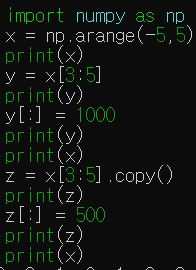 import numpy as np
x = np.arange(-5,5)
print(x)
y = x[3:5]
print(y)
y[:] = 1000
print(y)
print(x)
z = x[3:5].copy()
print(z)
z[:] = 500
print(z)
print(x)